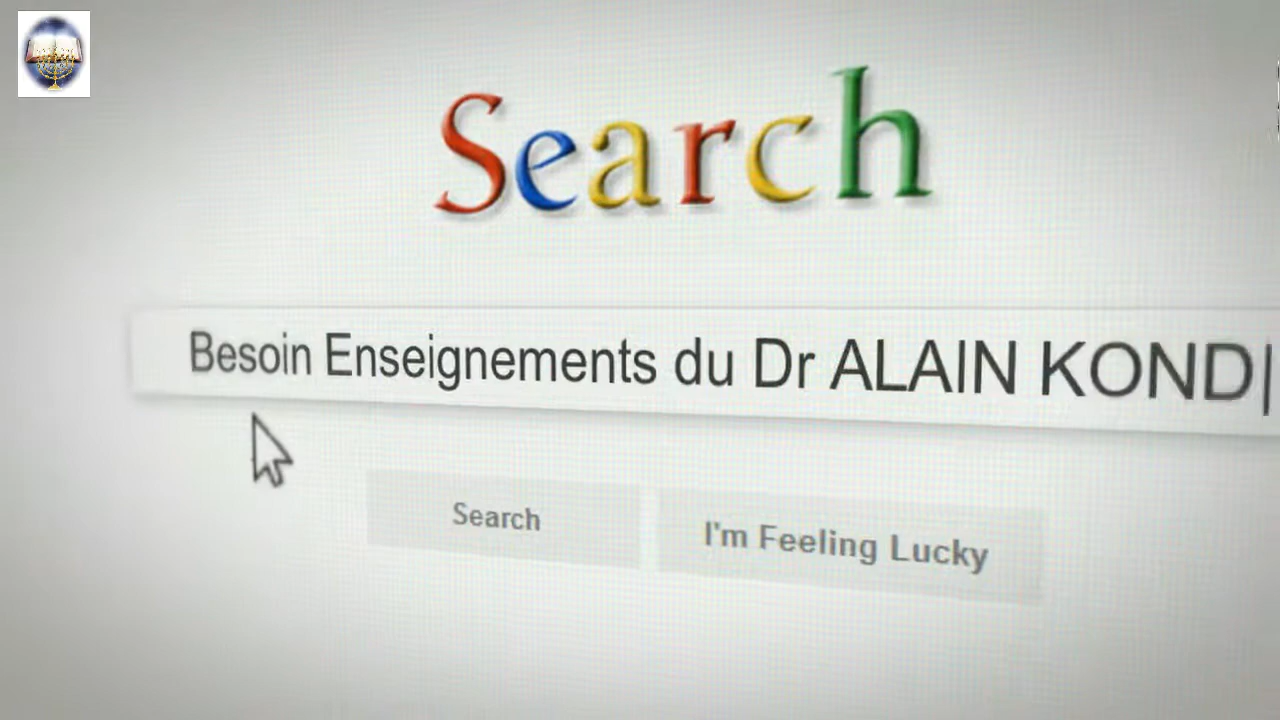 Search
Besoin Enseignements du Dr ALAIN KOND|
Search
I'm Feeling Lucky